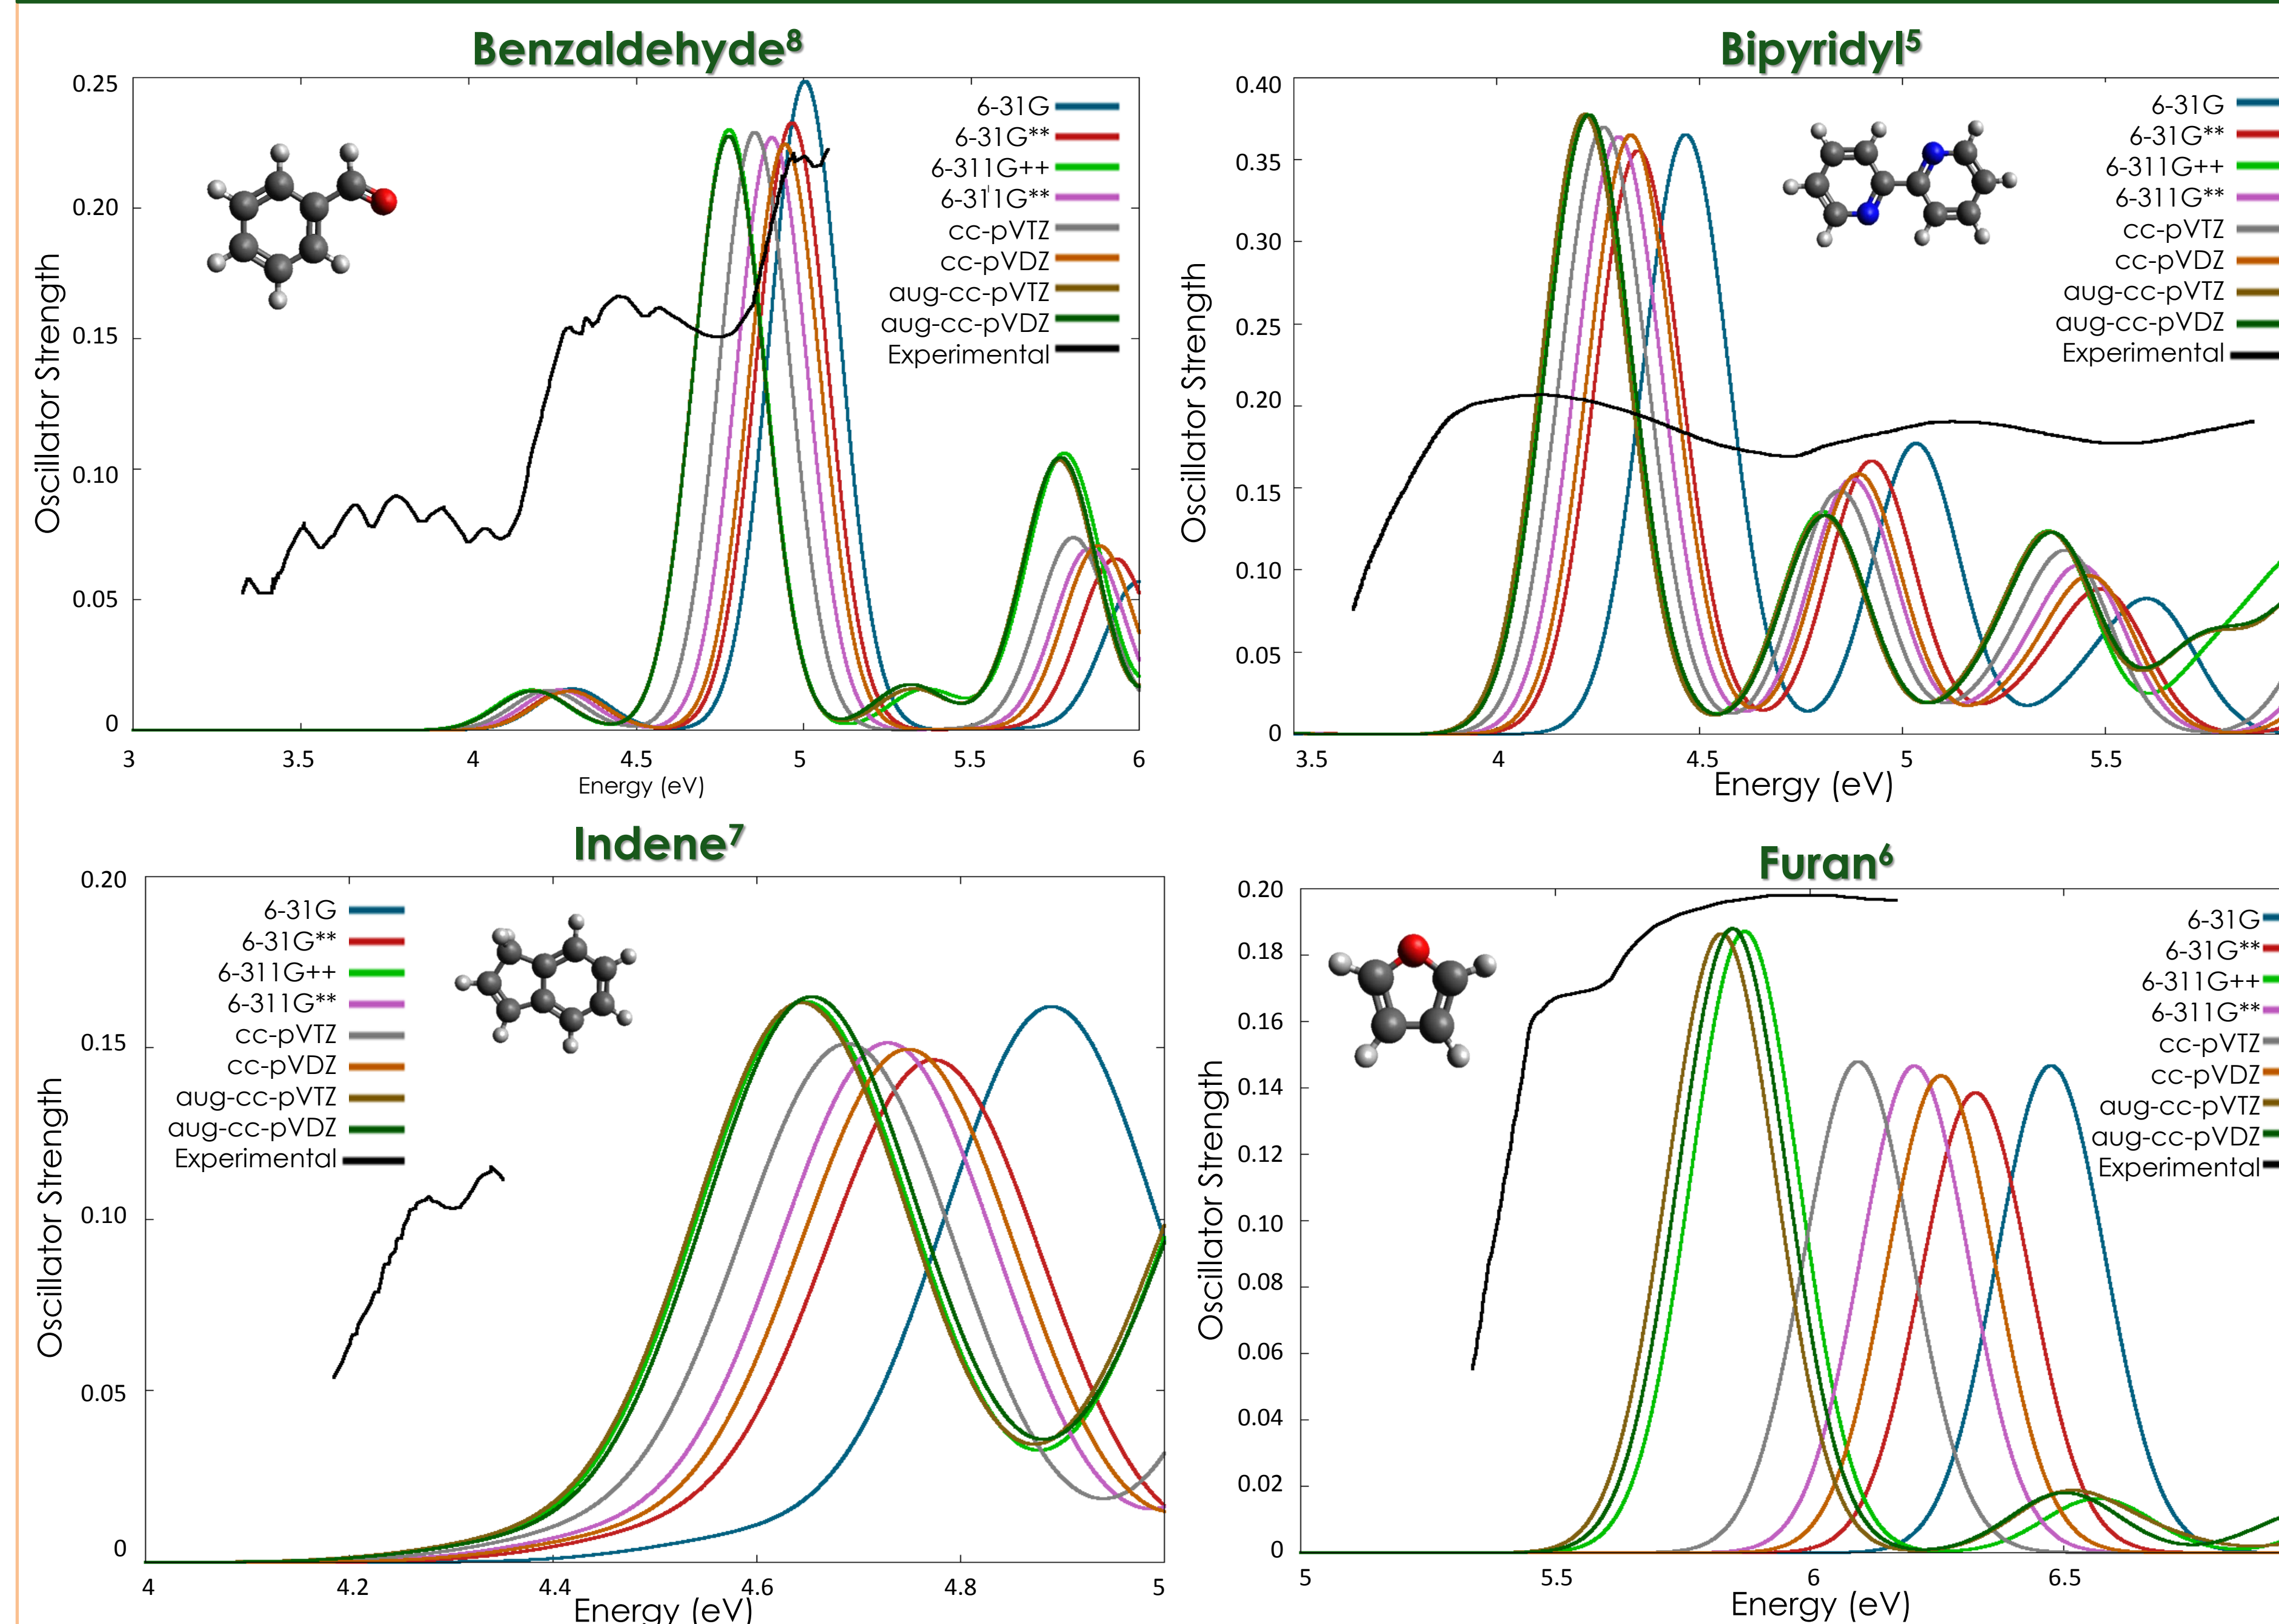 Benzaldehyde⁸
0.25
0.20
0.15
0.10
0.05
0
Oscillator Strength
6-31G
6-31G**
6-311G++
6-311G**
cc-pVTZ
cc-pVDZ
aug-cc-pVTZ
aug-cc-pVDZ
Experimental
3 3.5 4 4.5 5 5.5 6
Energy (eV)
Bipyridyl⁵
0.40
0.35
0.30
0.25
0.20
0.15
0.10
0.05
0
Oscillator Strength
6-31G
6-31G**
6-311G++
6-311G**
cc-pVTZ
cc-pVDZ
aug-cc-pVTZ
aug-cc-pVDZ
Experimental
3.5 4 4.5 5 5.5
Energy (eV)
Indene⁷
0.20
0.15
0.10
0.05
0
Oscillator Strength
6-31G
6-31G**
6-311G++
6-311G**
cc-pVTZ
cc-pVDZ
aug-cc-pVTZ
aug-cc-pVDZ
Experimental
4 4.2 4.4 4.6 4.8 5
Energy (eV)
Furan⁶
0.20
0.18
0.16
0.14
0.12
0.10
0.08
0.06
0.04
0.02
0
Oscillator Strength
6-31G
6-31G**
6-311G++
6-311G**
cc-pVTZ
cc-pVDZ
aug-cc-pVTZ
aug-cc-pVDZ
Experimental
5 5.5 6 6.5
Energy (eV)